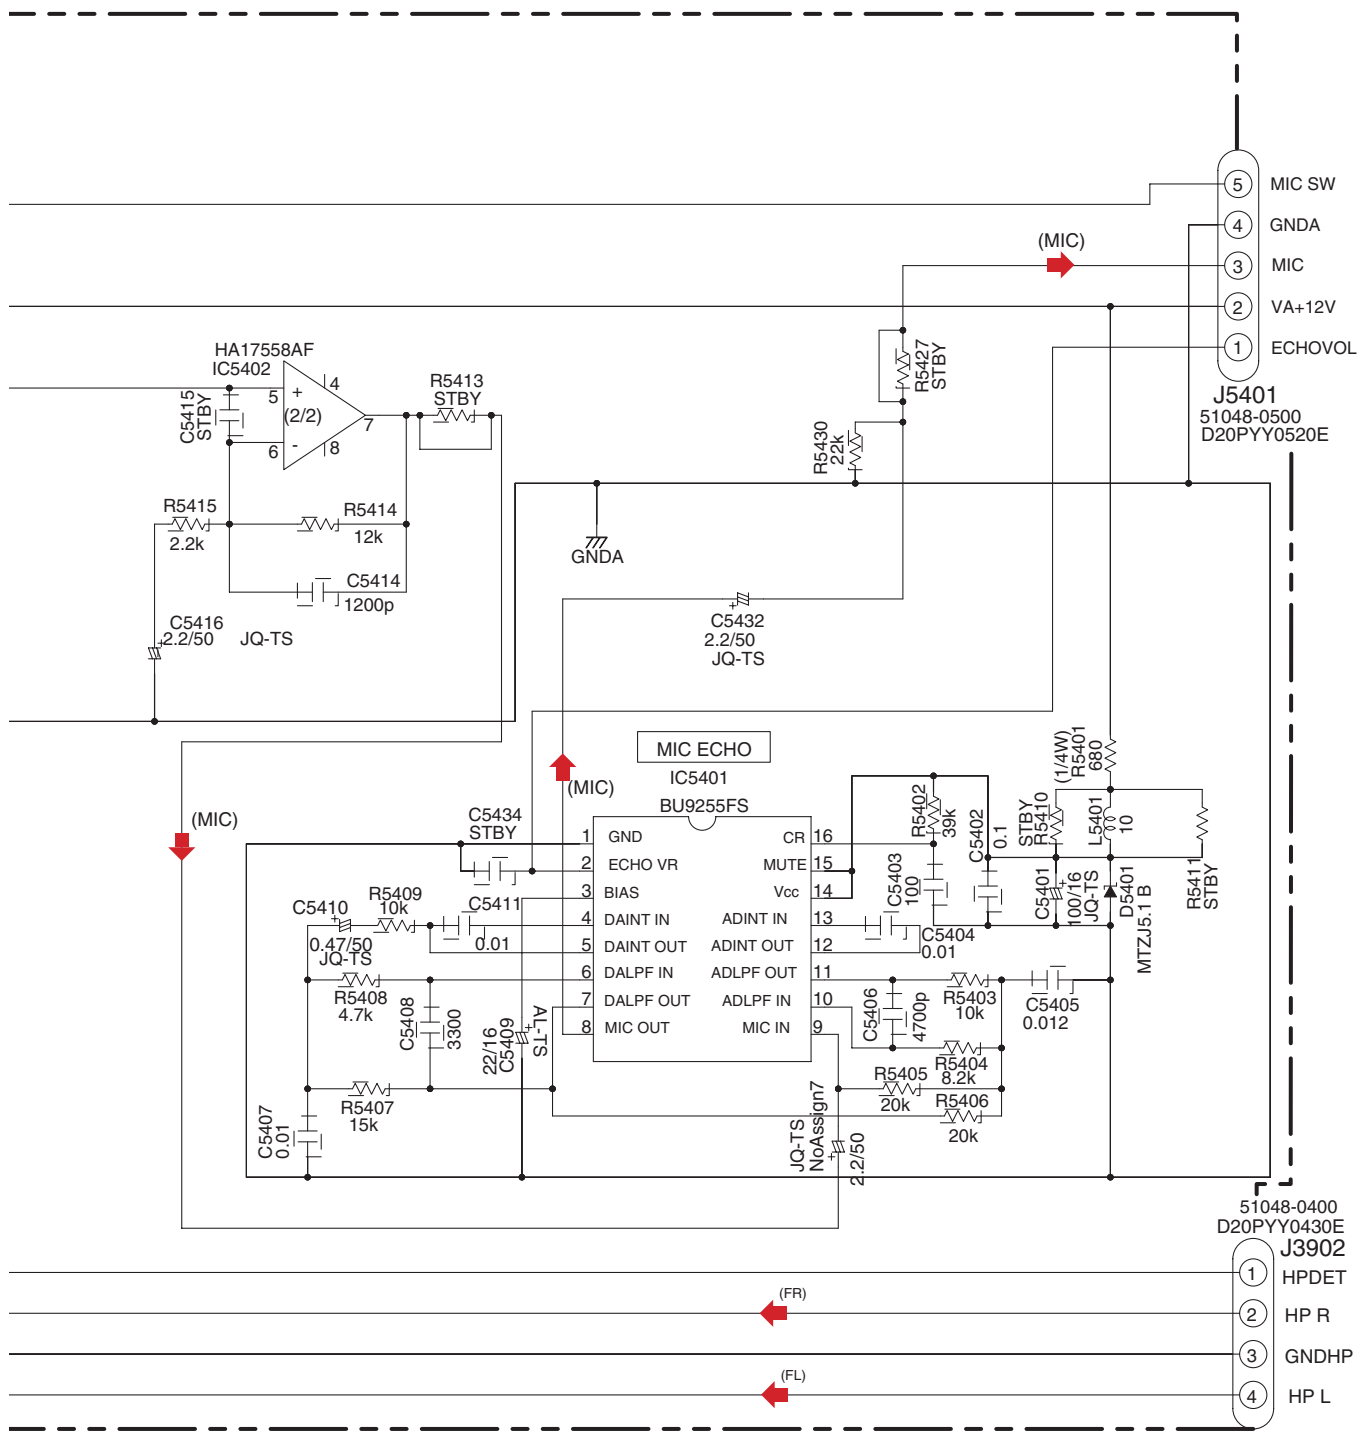 5 MIC SW
4 GNDA
(MIC)
3 MIC
2 VA+12V
1 ECHOVOL
J5401
51048-0500
D20PYY0520E
HA17558AF
IC5402
5 + 4
(2/2)
7
6 - 8
C5415
STBY
R5413
STBY
R5427
STBY
R5430
22k
R5415
2.2k
R5414
12k
C5414
1200p
GNDA
C5416
+
2.2/50 JQ-TS
+
C5432
2.2/50
JQ-TS
MIC ECHO
IC5401
BU9255FS
(MIC)
(MIC)
(1/4W)
R5401
680
STBY
R5410
L5401
10
R5411
STBY
C5434
STBY
R5402
39k
C5402
0.1
C5403
100
C5401
100/16
JQ-TS
+
D5401
MTZJ5.1 B
1 GND CR 16
2 ECHO VR MUTE 15
3 BIAS Vcc 14
4 DAINT IN ADINT IN 13
5 DAINT OUT ADINT OUT 12
6 DALPF IN ADLPF OUT 11
7 DALPF OUT ADLPF IN 10
8 MIC OUT MIC IN 9
R5409
10k
C5410
+
0.47/50
JQ-TS
C5411
0.01
C5404
0.01
R5408
4.7k
C5408
3300
22/16
C5409
AL-TS
+
C5406
4700p
R5403
10k
C5405
0.012
R5404
8.2k
R5405
20k
R5406
20k
R5407
15k
C5407
0.01
JQ-TS
NoAssign7
+
2.2/50
51048-0400
D20PYY0430E
J3902
1 HPDET
(FR)
2 HP R
3 GNDHP
(FL)
4 HP L